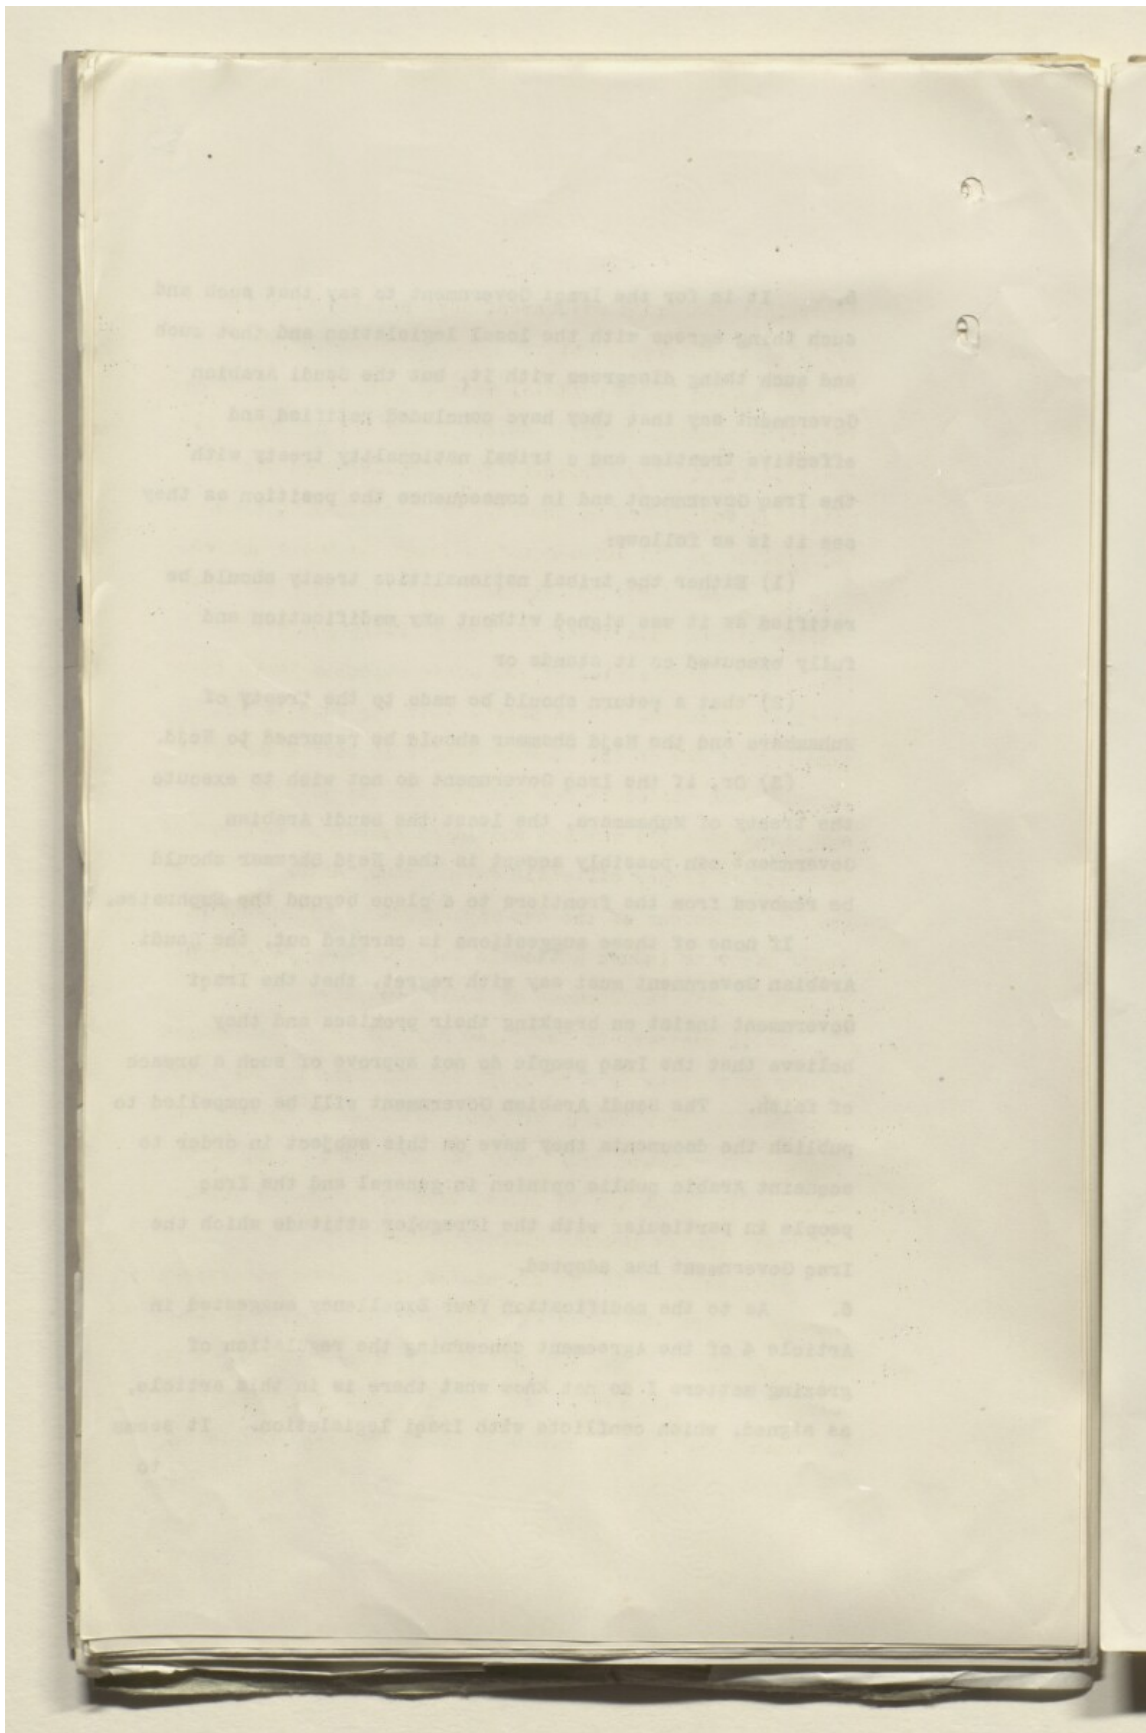 5. It is for the Iraqi Government to say that such and
such thing agrees with the local legislation and that such
and such thing disagrees with it, but the Saudi Arabian
Government say that they have concluded ratified and
effective treaties and a tribal nationality treaty with
the Iraq Government and in consequence the position as they
see it is as follows:
(1) Either the tribal nationalities treaty should be
ratified as it was signed without any modification and
fully executed as it stands or
(2) that a return should be made to the treaty of
Muhammara and the Nejd Shammar should be returned to Nejd.
(3) Or, if the Iraq Government do not wish to execute
the treaty of Muhammara, the least the Saudi Arabian
Government can possibly accept is that Nejd Shammar should
be removed from the frontiers to a place beyond the Euphrates.
If none of these suggestions is carried out, the Saudi
Arabian Government must say with regret, that the Iraqi
Government insist on breaking their promises and they
believe that the Iraq people do not approve of such a breach
of faith. The Saudi Arabian Government will be compelled to
publish the documents they have on this subject in order to
acquaint Arabic public opinion in general and the Iraq
people in particular with the irregular attitude which the
Iraq Government has adopted.
6. As to the modification Your Excellency suggested in
Article 4 of the agreement concerning the regulation of
grazing matters I do not know what there is in this article,
as signed, which conflicts with Iraqi legislation. It seems
to